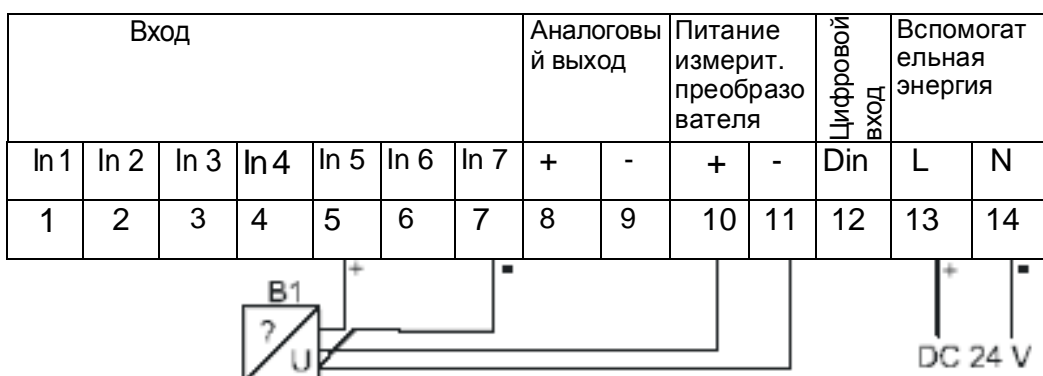 Вход
Аналоговы
й выход
Питание
измерит.
преобразо
вателя
Цифровой
вход
Вспомогат
ельная
энергия
In 1 In 2 In 3 In 4 In 5 In 6 In 7 + - + - Din L N
1 2 3 4 5 6 7 8 9 10 11 12 13 14
+ - + -
B1
?
U
DC 24 V